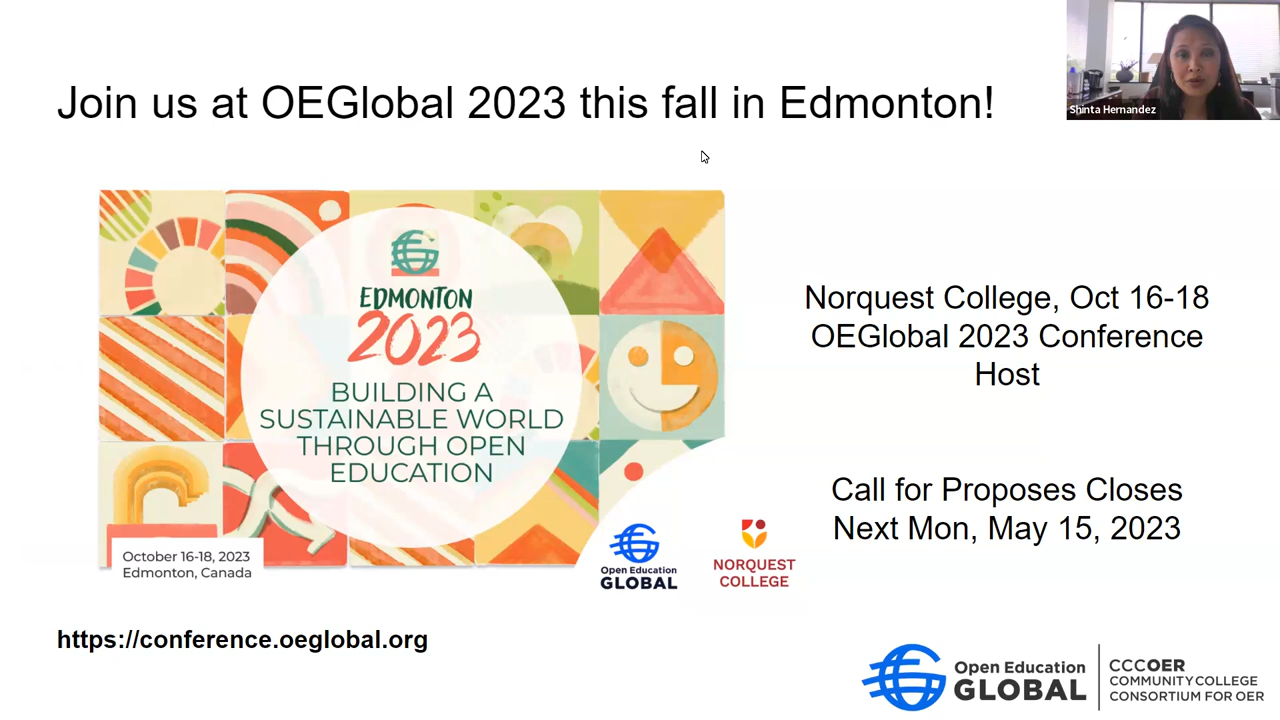 Shinta Hernandez
Join us at OEGlobal 2023 this fall in Edmonton!
EDMONTON
2023
BUILDING A
SUSTAINABLE WORLD
THROUGH OPEN
EDUCATION
October 16-18, 2023
Edmonton, Canada
Open Education
GLOBAL
NORQUEST
COLLEGE
Norquest College, Oct 16-18
OEGlobal 2023 Conference
Host
Call for Proposes Closes
Next Mon, May 15, 2023
https://conference.oeglobal.org
Open Education
GLOBAL
CCCOER
COMMUNITY COLLEGE
CONSORTIUM FOR OER